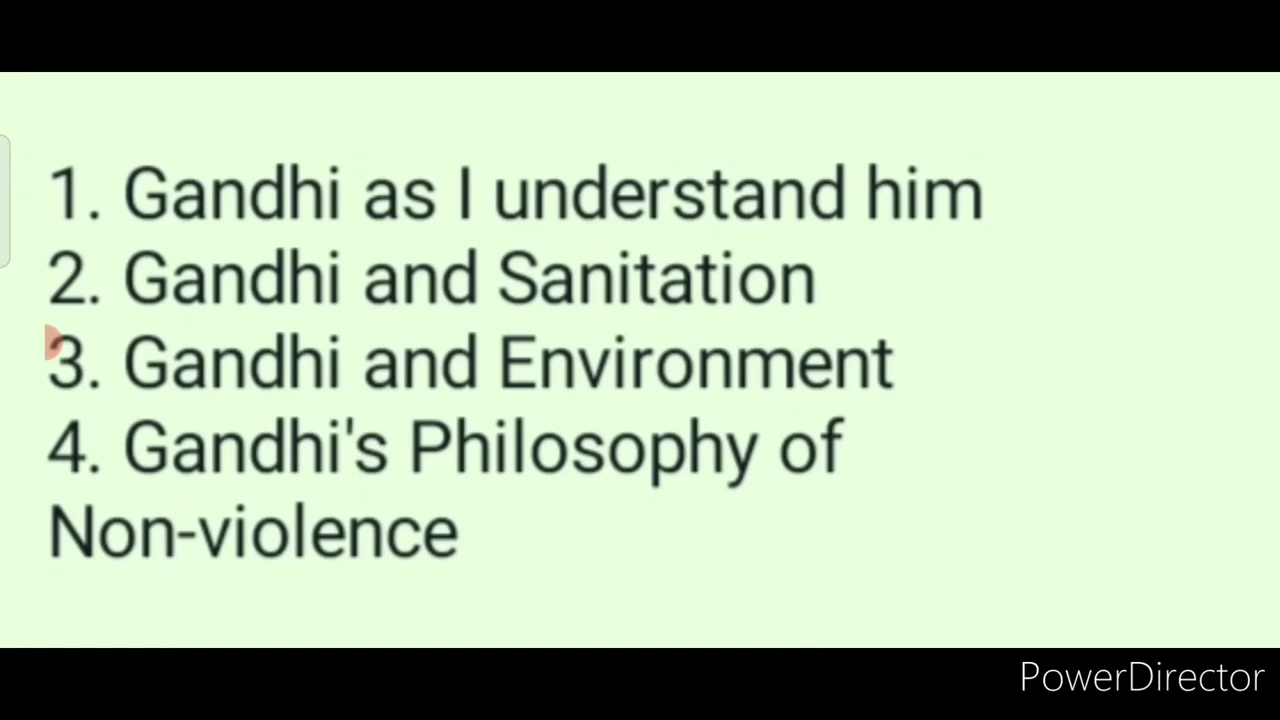 1. Gandhi as I understand him
2. Gandhi and Sanitation
3. Gandhi and Environment
4. Gandhi's Philosophy of
Non-violence
PowerDirector